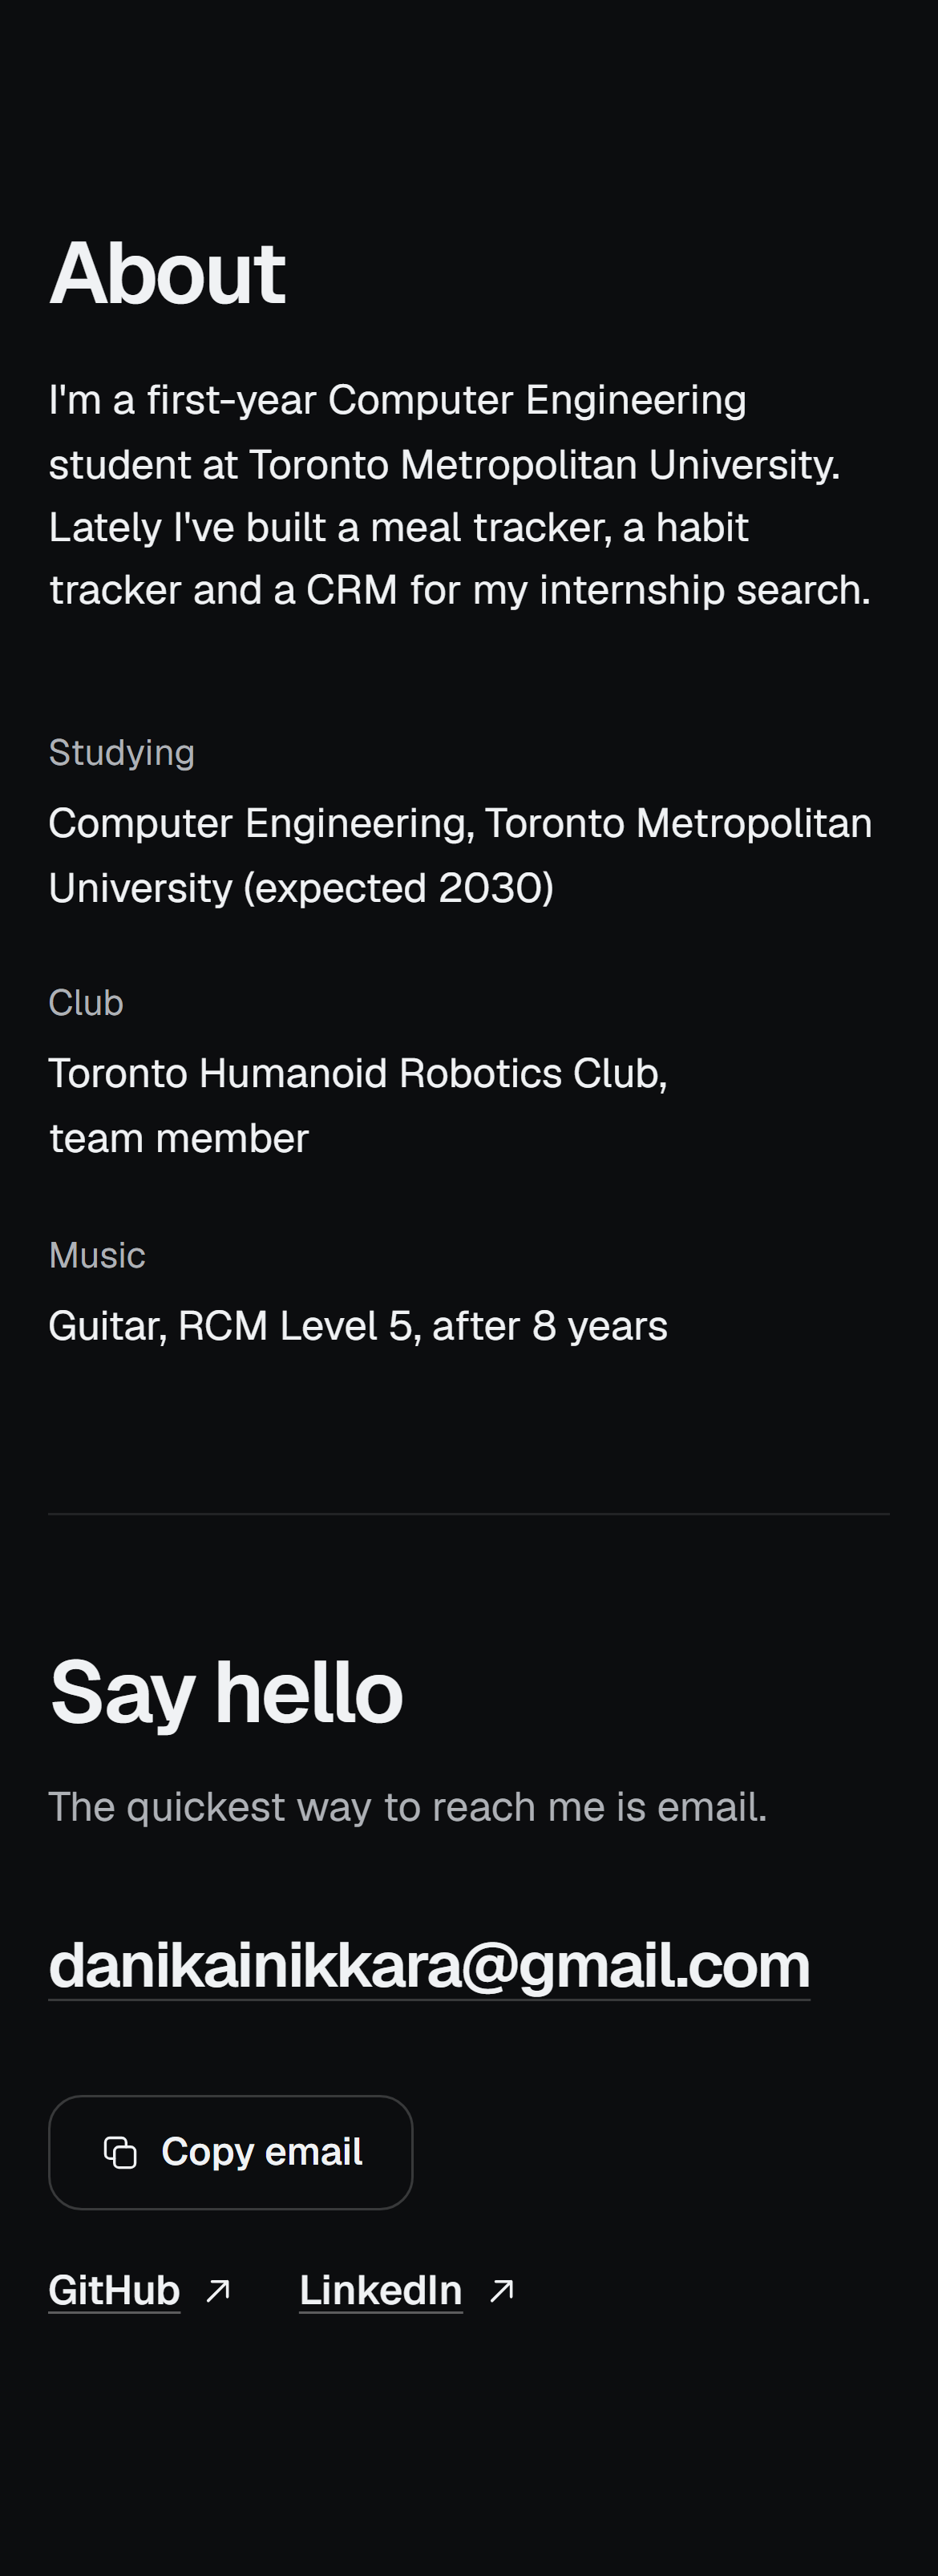 About
I'm a first-year Computer Engineering
student at Toronto Metropolitan University.
Lately I've built a meal tracker, a habit
tracker and a CRM for my internship search.
Studying
Computer Engineering, Toronto Metropolitan
University (expected 2030)
Club
Toronto Humanoid Robotics Club,
team member
Music
Guitar, RCM Level 5, after 8 years
Say hello
The quickest way to reach me is email.
danikainikkara@gmail.com
Copy email
GitHub LinkedIn